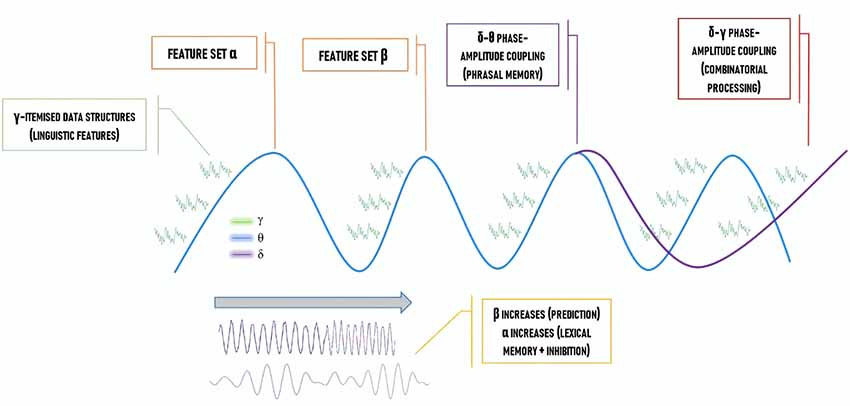 FEATURE SET α
FEATURE SET β
δ-θ PHASE-
AMPLITUDE COUPLING
(PHRASAL MEMORY)
δ-γ PHASE-
AMPLITUDE COUPLING
(COMBINATORIAL
PROCESSING)
γ-ITEMISED DATA STRUCTURES
(LINGUISTIC FEATURES)
γ
θ
δ
β INCREASES (PREDICTION)
α INCREASES (LEXICAL
MEMORY + INHIBITION)